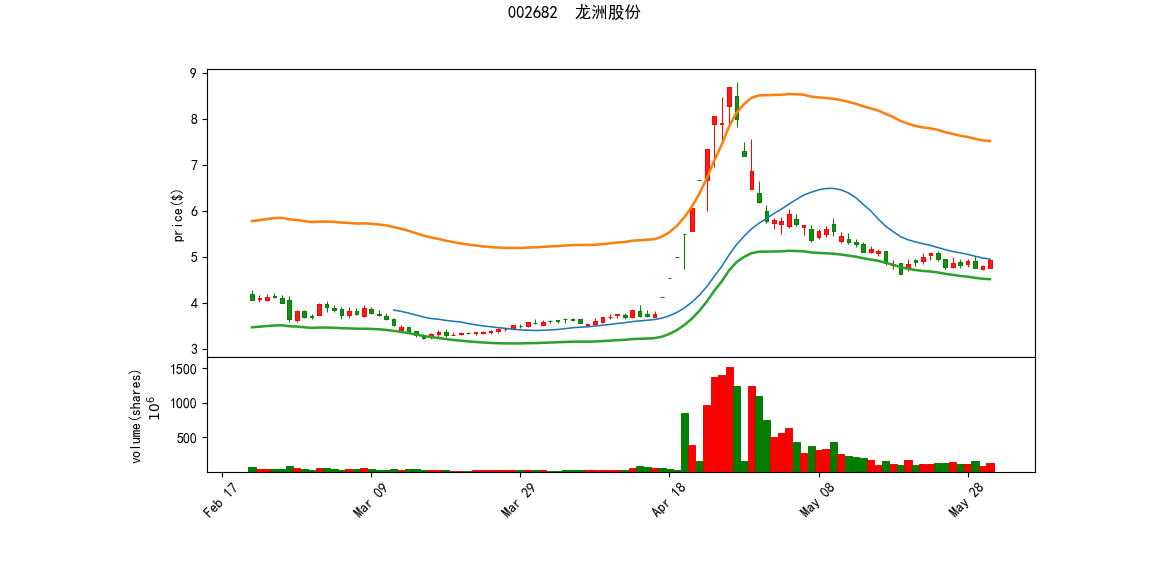 002682 龙洲股份
9
8
7
6
5
4
3
price($)
1500
1000
500
volume(shares)
10^6
Feb 17
Mar 09
Mar 29
Apr 18
May 08
May 28